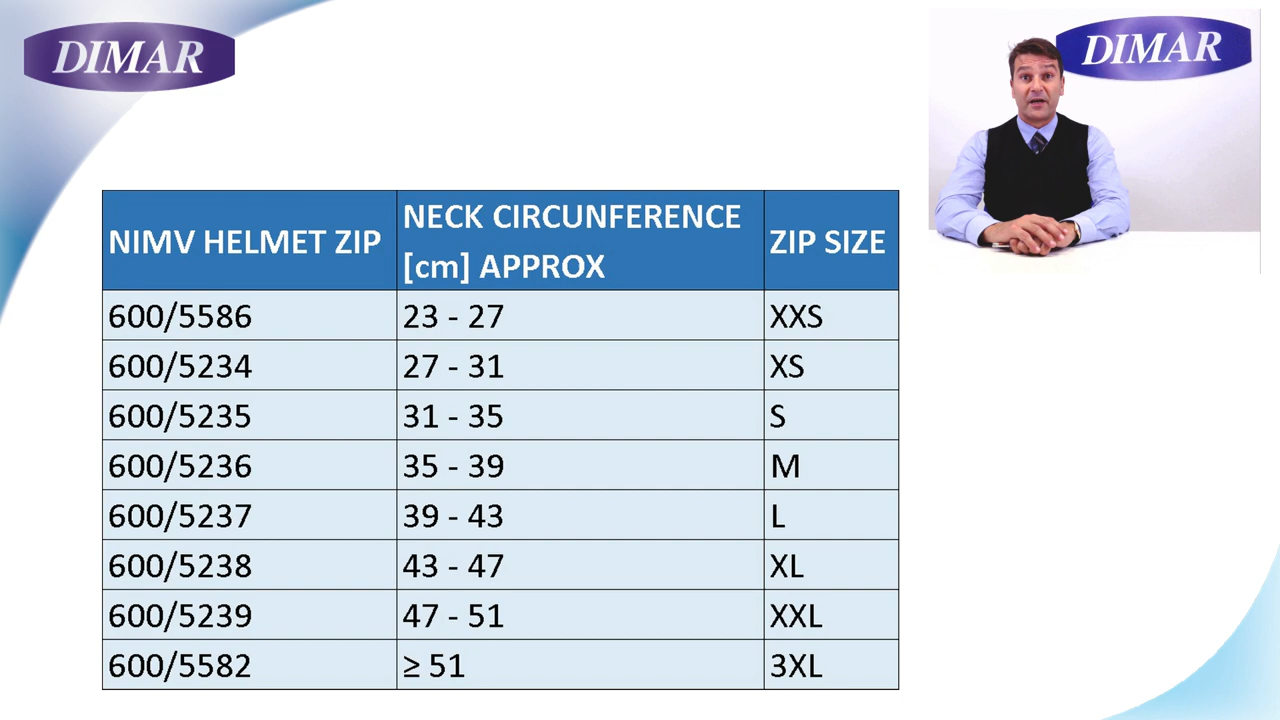 DIMAR
DIMAR
NIMV HELMET ZIP
NECK CIRCUNFERENCE
[cm] APPROX
ZIP SIZE
600/5586 23 - 27 XXS
600/5234 27 - 31 XS
600/5235 31 - 35 S
600/5236 35 - 39 M
600/5237 39 - 43 L
600/5238 43 - 47 XL
600/5239 47 - 51 XXL
600/5582 ≥ 51 3XL